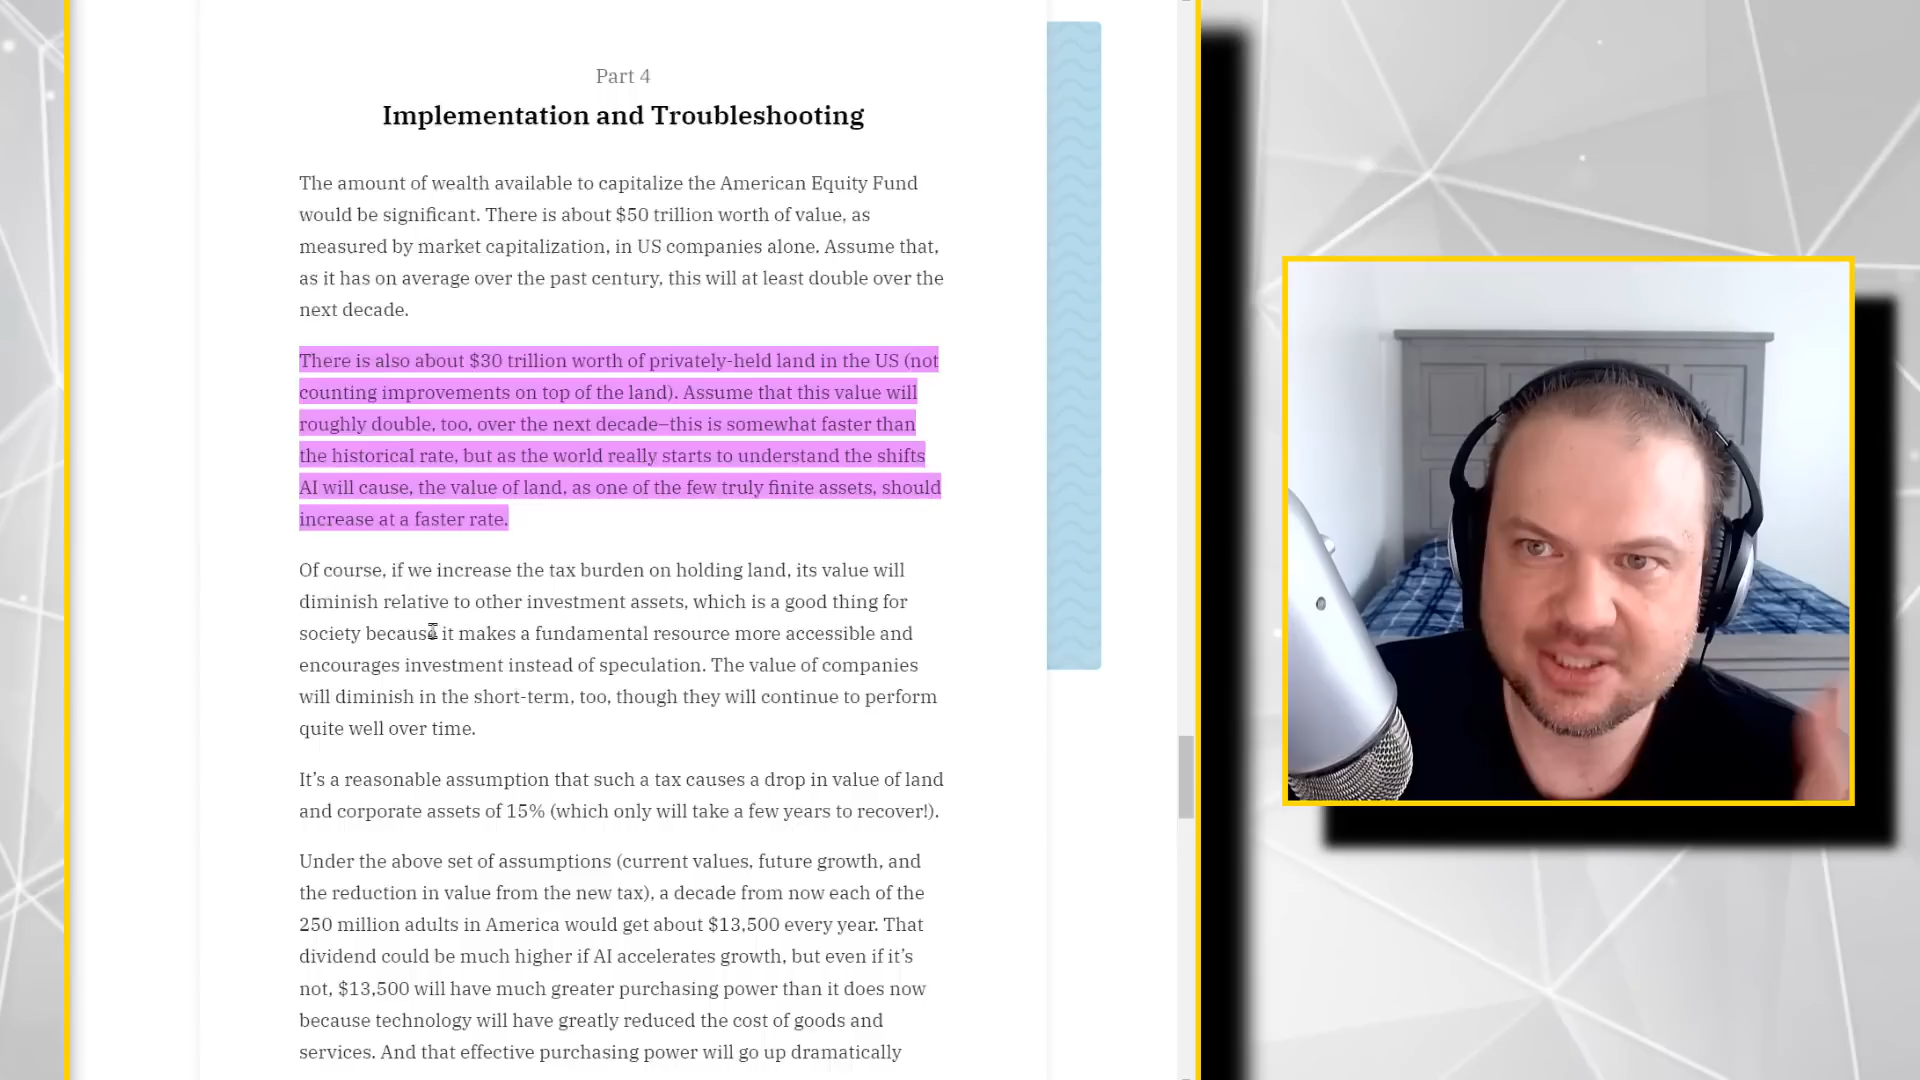 Part 4
Implementation and Troubleshooting
The amount of wealth available to capitalize the American Equity Fund
would be significant. There is about $50 trillion worth of value, as
measured by market capitalization, in US companies alone. Assume that,
as it has on average over the past century, this will at least double over the
next decade.
There is also about $30 trillion worth of privately-held land in the US (not
counting improvements on top of the land). Assume that this value will
roughly double, too, over the next decade–this is somewhat faster than
the historical rate, but as the world really starts to understand the shifts
AI will cause, the value of land, as one of the few truly finite assets, should
increase at a faster rate.
Of course, if we increase the tax burden on holding land, its value will
diminish relative to other investment assets, which is a good thing for
society because it makes a fundamental resource more accessible and
encourages investment instead of speculation. The value of companies
will diminish in the short-term, too, though they will continue to perform
quite well over time.
It’s a reasonable assumption that such a tax causes a drop in value of land
and corporate assets of 15% (which only will take a few years to recover!).
Under the above set of assumptions (current values, future growth, and
the reduction in value from the new tax), a decade from now each of the
250 million adults in America would get about $13,500 every year. That
dividend could be much higher if AI accelerates growth, but even if it’s
not, $13,500 will have much greater purchasing power than it does now
because technology will have greatly reduced the cost of goods and
services. And that effective purchasing power will go up dramatically